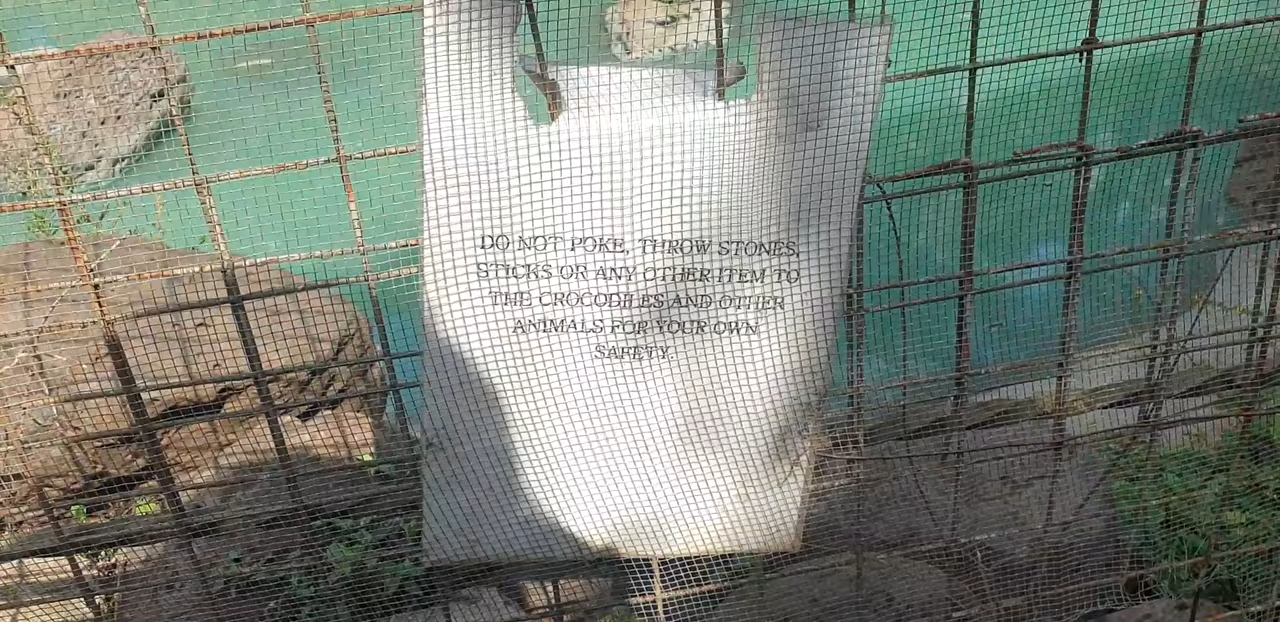 DO NOT POKE, THROW STONES,
STICKS OR ANY OTHER ITEM TO
THE CROCODILES AND OTHER
ANIMALS FOR YOUR OWN
SAFETY.